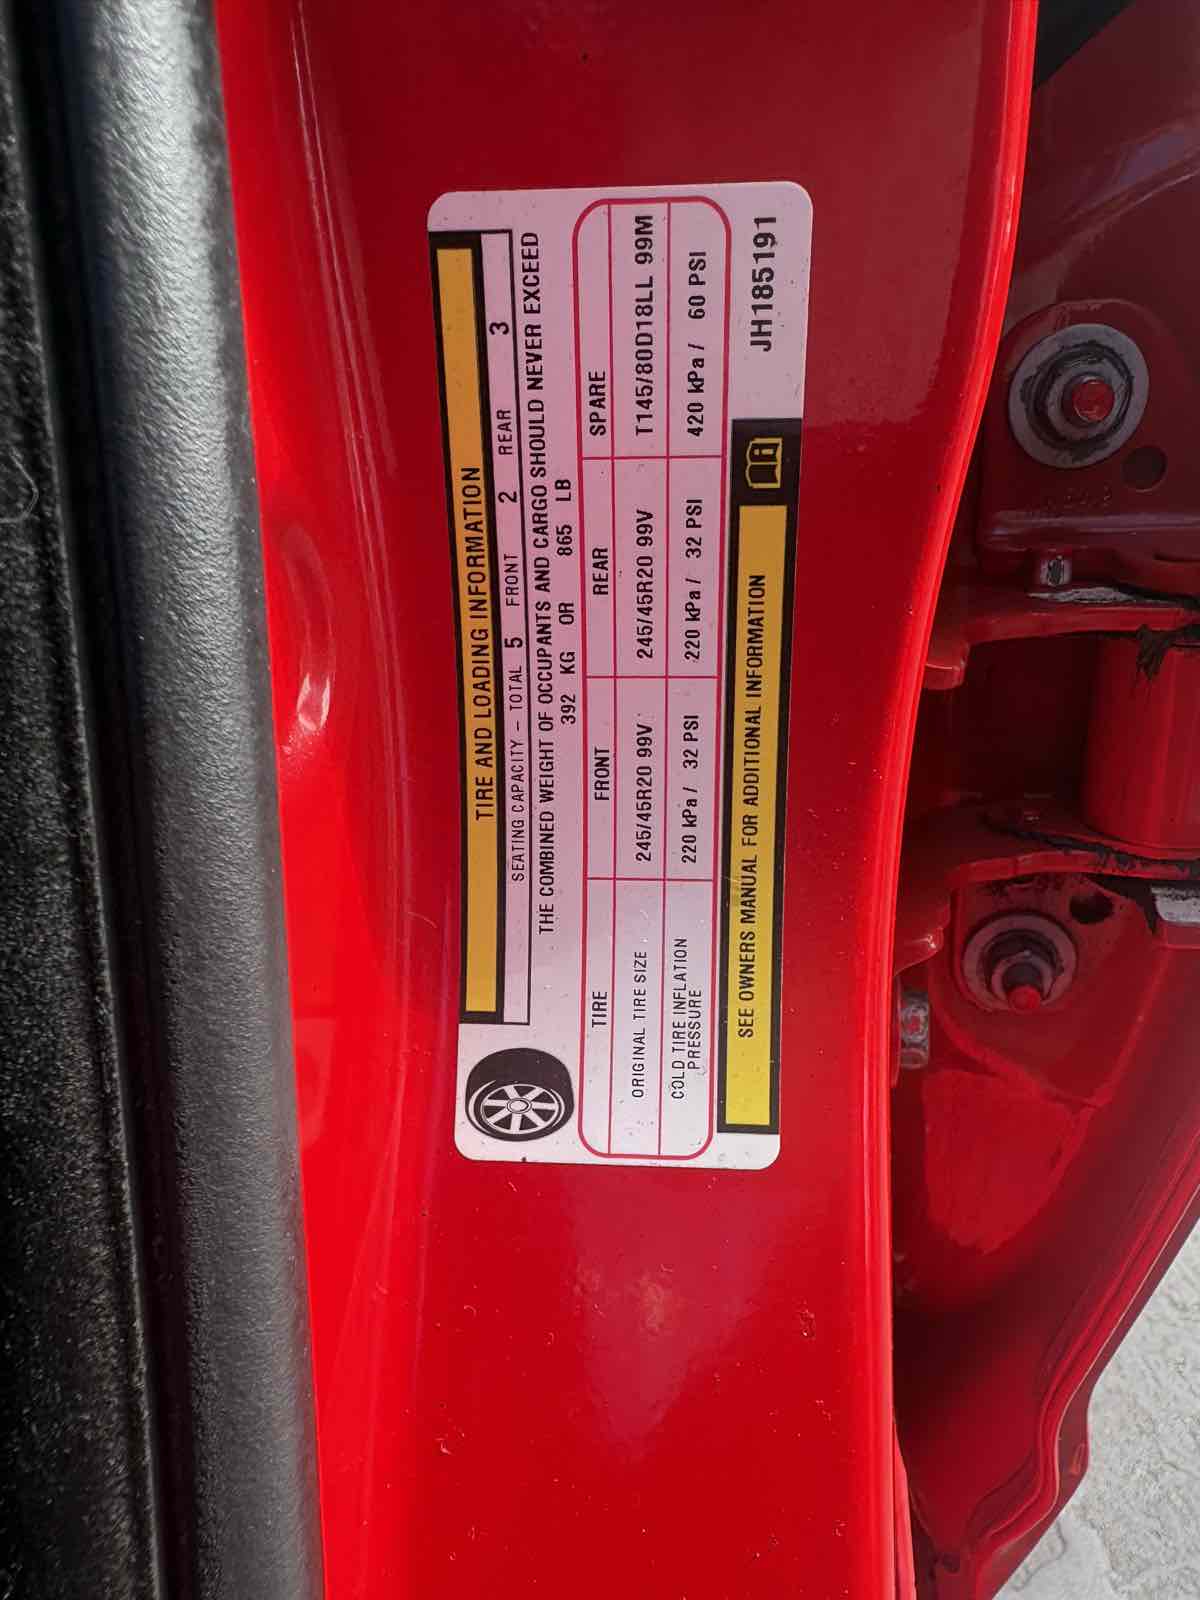 TIRE AND LOADING INFORMATION
SEATING CAPACITY - TOTAL 5 FRONT 2 REAR 3
THE COMBINED WEIGHT OF OCCUPANTS AND CARGO SHOULD NEVER EXCEED
392 KG OR 865 LB
TIRE FRONT REAR SPARE
ORIGINAL TIRE SIZE 245/45R20 99V 245/45R20 99V T145/80D18LL 99M
COLD TIRE INFLATION
PRESSURE 220 kPa / 32 PSI 220 kPa / 32 PSI 420 kPa / 60 PSI
SEE OWNERS MANUAL FOR ADDITIONAL INFORMATION
JH185191